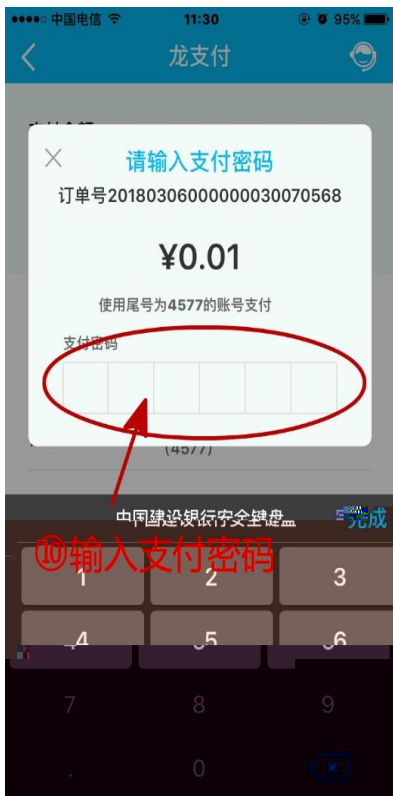 中国电信 11:30 95%
龙支付
请输入支付密码
订单号20180306000000030070568
¥0.01
使用尾号为4577的账号支付
支付密码
(4577)
中国建设银行安全键盘 完成
⑩输入支付密码
1 2 3
4 5 6
7 8 9
. 0